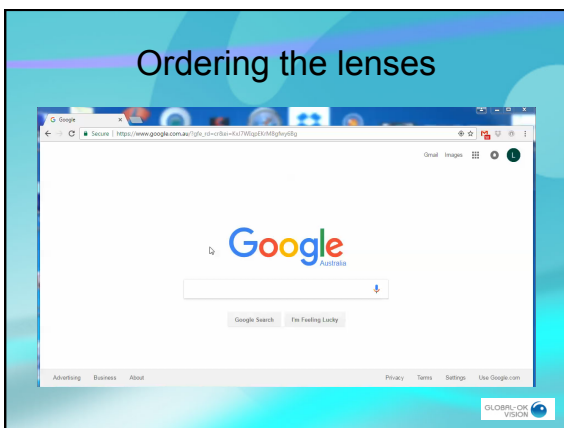 Ordering the lenses
G Google
Secure | https://www.google.com.au/?gfe_rd=cr&ei=
Gmail Images L
Google
Australia
Google Search I'm Feeling Lucky
Advertising Business About Privacy Terms Settings Use Google.com
GLOBAL-OK
VISION